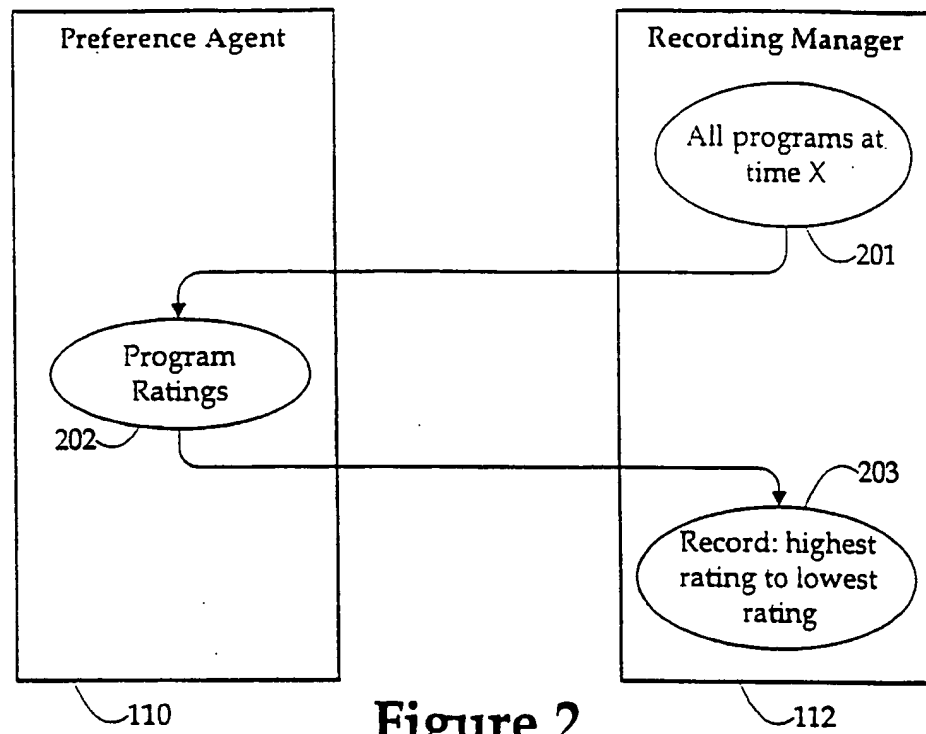 Preference Agent
Recording Manager
All programs at
time X
201
Program
Ratings
202
203
Record: highest
rating to lowest
rating
110
112
Figure 2